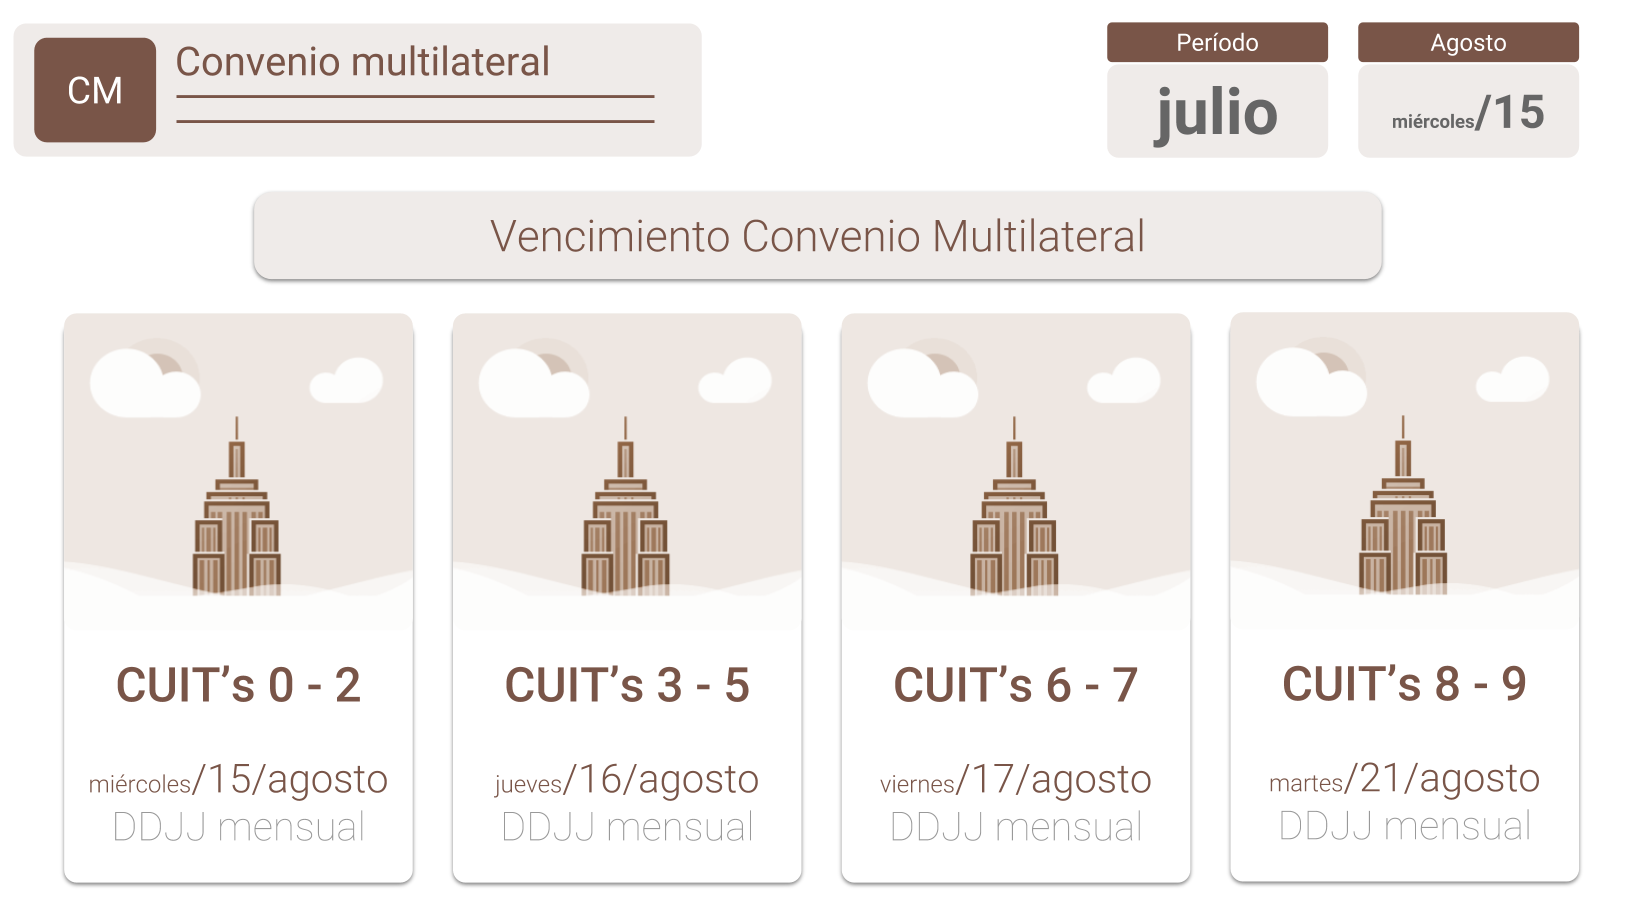 CM
Convenio multilateral
Período
julio
Agosto
miércoles/15
Vencimiento Convenio Multilateral
CUIT’s 0 - 2
miércoles/15/agosto
DDJJ mensual
CUIT’s 3 - 5
jueves/16/agosto
DDJJ mensual
CUIT’s 6 - 7
viernes/17/agosto
DDJJ mensual
CUIT’s 8 - 9
martes/21/agosto
DDJJ mensual